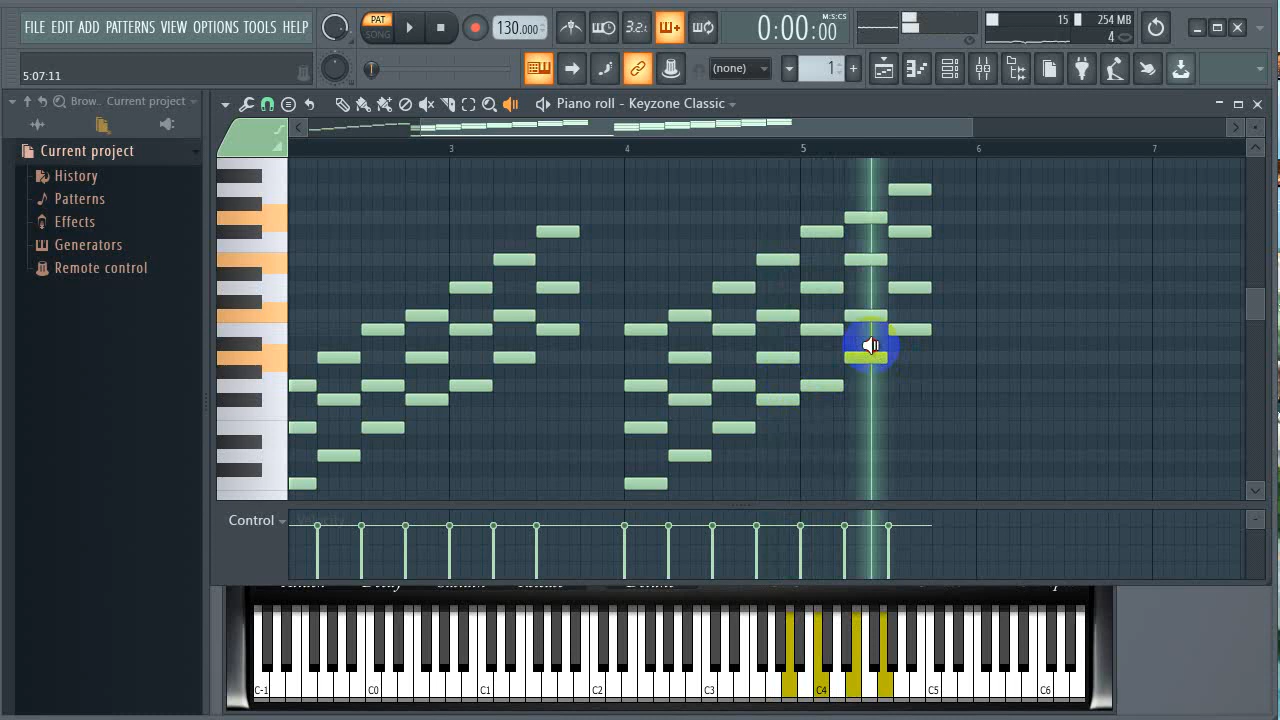 FILE EDIT ADD PATTERNS VIEW OPTIONS TOOLS HELP
PAT
SONG
130.000
3.2
0:00:00
M:S:CS
15
254 MB
4
5:07:11
(none)
1
Brow.. Current project
Piano roll - Keyzone Classic
Current project
History
Patterns
Effects
Generators
Remote control
3 4 5 6 7
Control
Velocity
C-1 C0 C1 C2 C3 C4 C5 C6